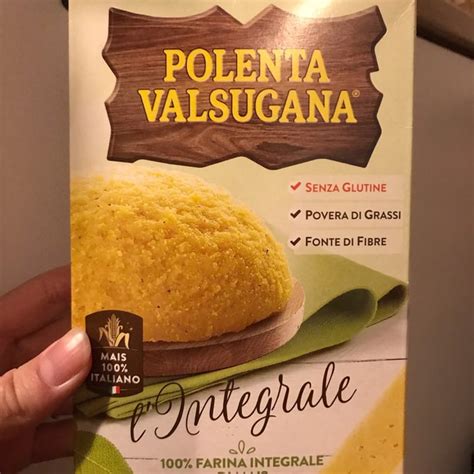 POLENTA
VALSUGANA®
✓ SENZA GLUTINE
✓ POVERA DI GRASSI
✓ FONTE DI FIBRE
MAIS
100%
ITALIANO
l'Integrale
100% FARINA INTEGRALE